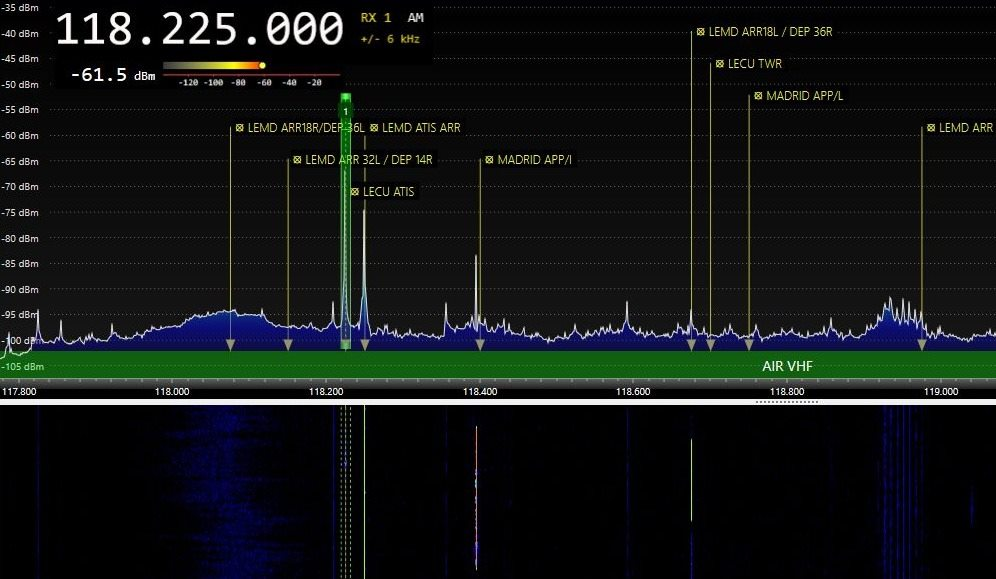 -35 dBm
118.225.000
RX 1 AM
+/- 6 kHz
-40 dBm
LEMD ARR18L / DEP 36R
-45 dBm
LECU TWR
-61.5 dBm
-50 dBm
-120 -100 -80 -60 -40 -20
MADRID APP/L
-55 dBm
1
LEMD ARR18R/DEP 36L
LEMD ATIS ARR
LEMD ARR
-60 dBm
LEMD ARR 32L / DEP 14R
MADRID APP/I
-65 dBm
-70 dBm
LECU ATIS
-75 dBm
-80 dBm
-85 dBm
-90 dBm
-95 dBm
-100 dBm
-105 dBm
AIR VHF
117.800 118.000 118.200 118.400 118.600 118.800 119.000